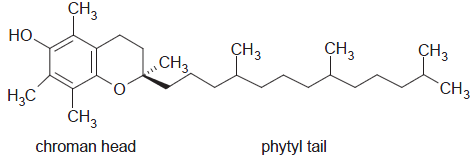 CH3
HO
CH3
CH3
CH3
CH3
H3C
O
CH3
CH3
chroman head
phytyl tail